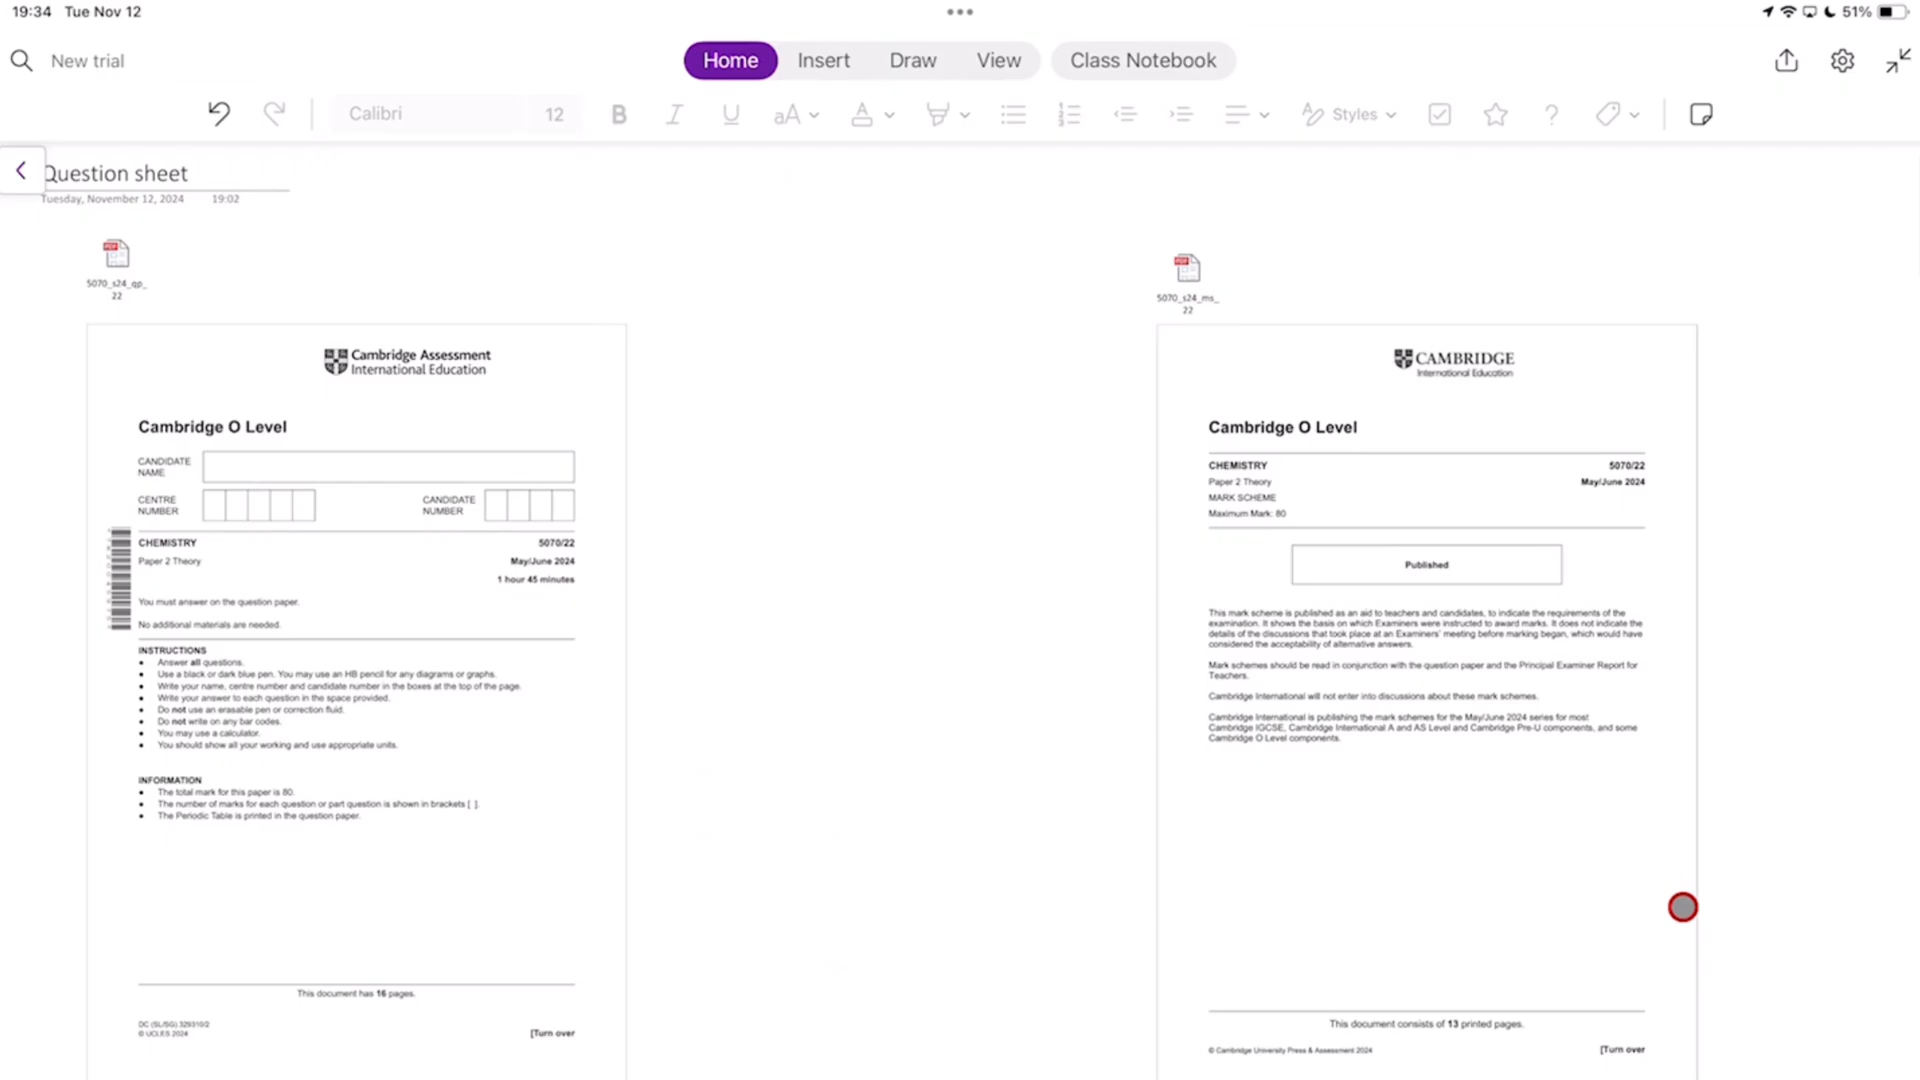 19:34 Tue Nov 12
51%
New trial
Home Insert Draw View Class Notebook
Calibri 12 B I U aA A Styles ?
Question sheet
Tuesday, November 12, 2024 19:02
PDF
5070_s24_qp_
22
Cambridge Assessment
International Education
Cambridge O Level
CANDIDATE
NAME
CENTRE
NUMBER
CANDIDATE
NUMBER
CHEMISTRY 5070/22
Paper 2 Theory May/June 2024
1 hour 45 minutes
You must answer on the question paper.
No additional materials are needed.
INSTRUCTIONS
• Answer all questions.
• Use a black or dark blue pen. You may use an HB pencil for any diagrams or graphs.
• Write your name, centre number and candidate number in the boxes at the top of the page.
• Write your answer to each question in the space provided.
• Do not use an erasable pen or correction fluid.
• Do not write on any bar codes.
• You may use a calculator.
• You should show all your working and use appropriate units.
INFORMATION
• The total mark for this paper is 80.
• The number of marks for each question or part question is shown in brackets [ ].
• The Periodic Table is printed in the question paper.
This document has 16 pages.
DC (SL/SG) 329310/2
© UCLES 2024
[Turn over
PDF
5070_s24_ms_
22
CAMBRIDGE
International Education
Cambridge O Level
CHEMISTRY 5070/22
Paper 2 Theory May/June 2024
MARK SCHEME
Maximum Mark: 80
Published
This mark scheme is published as an aid to teachers and candidates, to indicate the requirements of the
examination. It shows the basis on which Examiners were instructed to award marks. It does not indicate the
details of the discussions that took place at an Examiners' meeting before marking began, which would have
considered the acceptability of alternative answers.
Mark schemes should be read in conjunction with the question paper and the Principal Examiner Report for
Teachers.
Cambridge International will not enter into discussions about these mark schemes.
Cambridge International is publishing the mark schemes for the May/June 2024 series for most
Cambridge IGCSE, Cambridge International A and AS Level and Cambridge Pre-U components, and some
Cambridge O Level components.
This document consists of 13 printed pages.
© Cambridge University Press & Assessment 2024
[Turn over